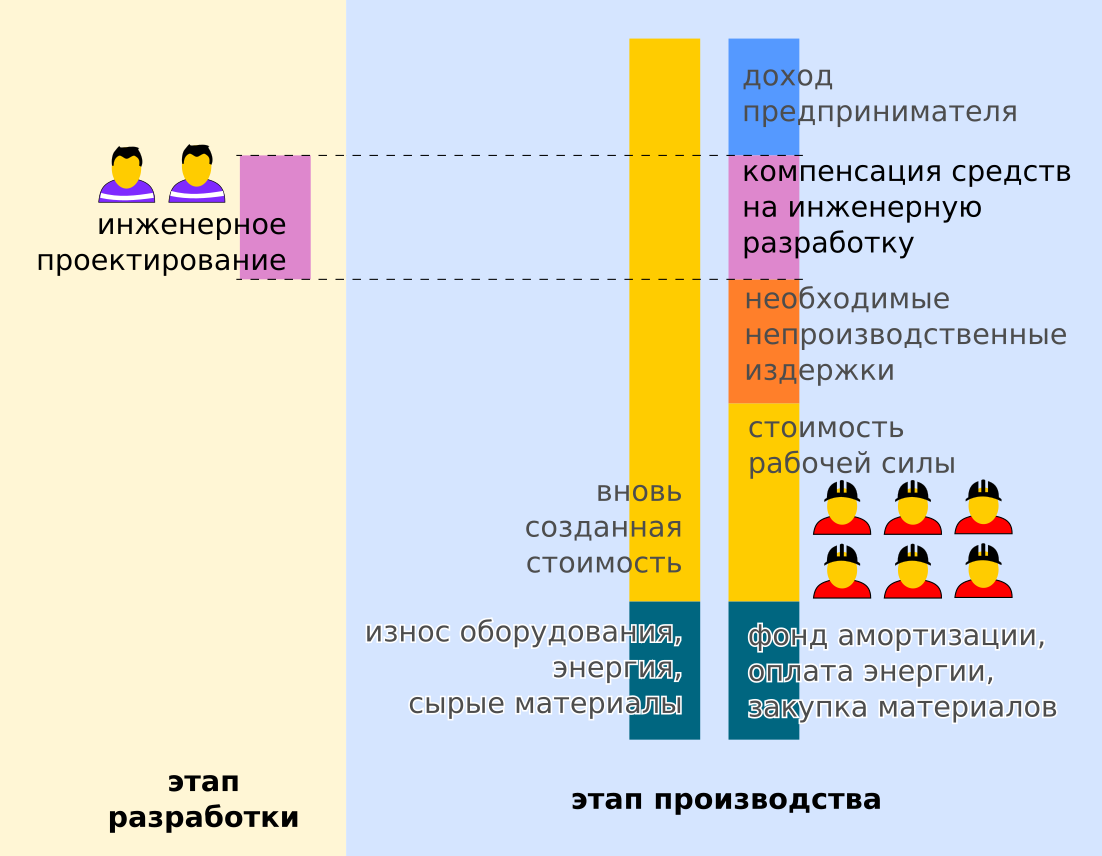 инженерное
проектирование
этап
разработки
доход
предпринимателя
компенсация средств
на инженерную
разработку
необходимые
непроизводственные
издержки
стоимость
рабочей силы
вновь
созданная
стоимость
износ оборудования,
энергия,
сырые материалы
фонд амортизации,
оплата энергии,
закупка материалов
этап производства